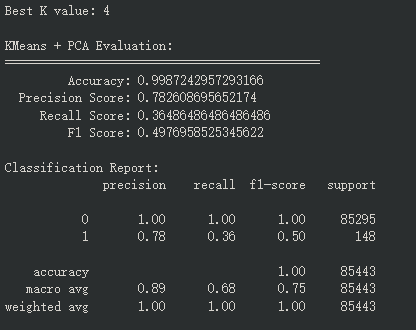 Best K value: 4
KMeans + PCA Evaluation:
=============================================
Accuracy: 0.9987242957293166
Precision Score: 0.782608695652174
Recall Score: 0.36486486486486486
F1 Score: 0.4976958525345622
Classification Report:
precision recall f1-score support
0 1.00 1.00 1.00 85295
1 0.78 0.36 0.50 148
accuracy 1.00 85443
macro avg 0.89 0.68 0.75 85443
weighted avg 1.00 1.00 1.00 85443